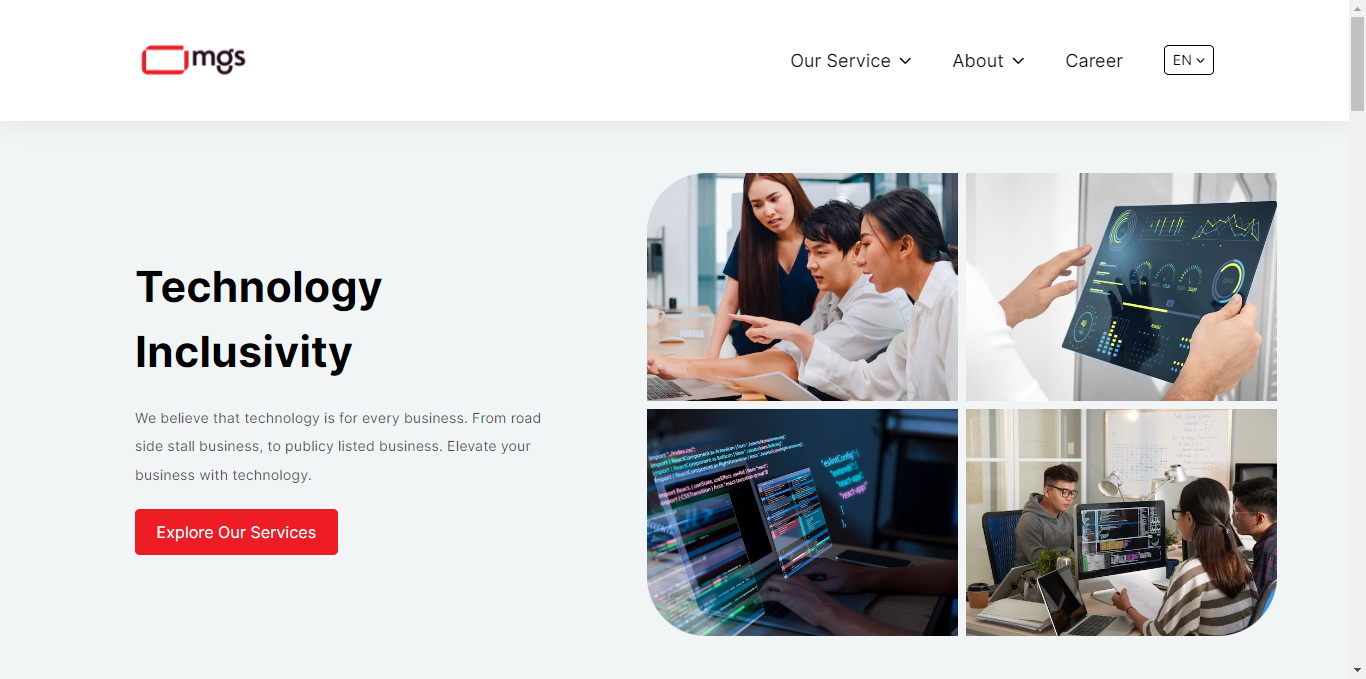 mgs
Our Service
About
Career
EN
Technology
Inclusivity
We believe that technology is for every business. From road
side stall business, to publicy listed business. Elevate your
business with technology.
Explore Our Services